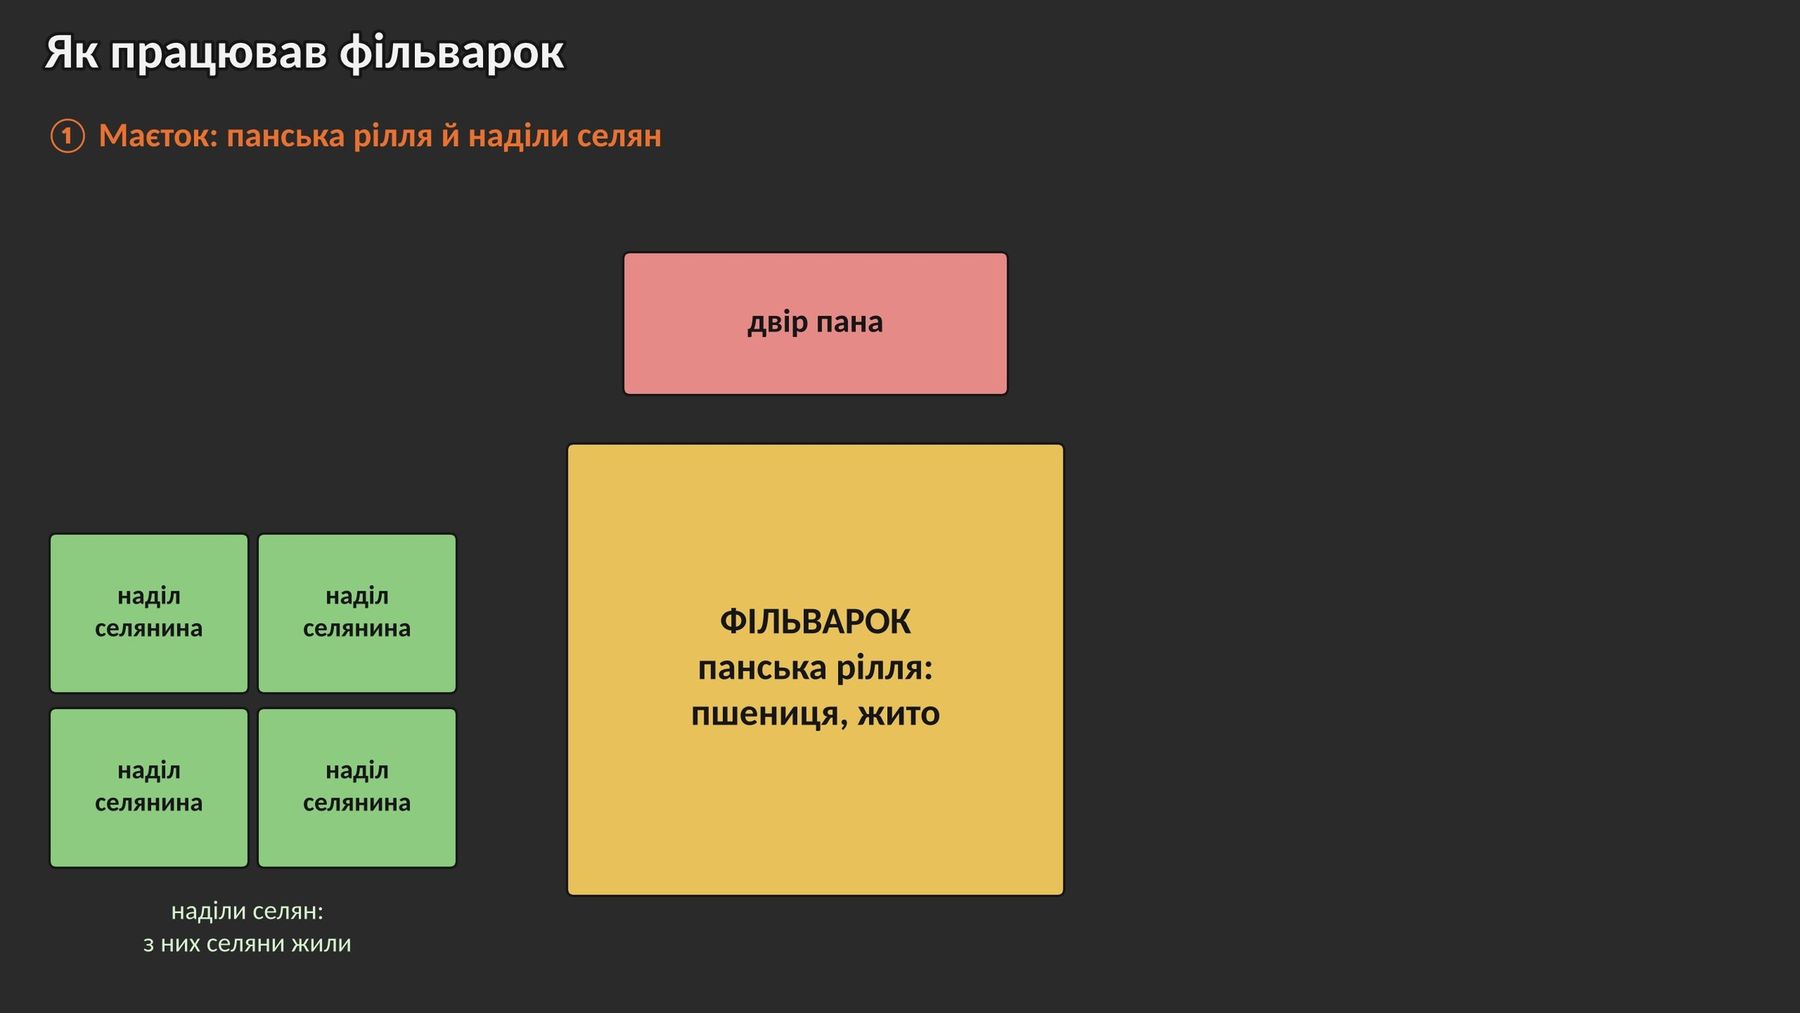 Як працював фільварок
① Маєток: панська рілля й наділи селян
двір пана
ФІЛЬВАРОК
панська рілля:
пшениця, жито
наділ
селянина
наділ
селянина
наділ
селянина
наділ
селянина
наділи селян:
з них селяни жили